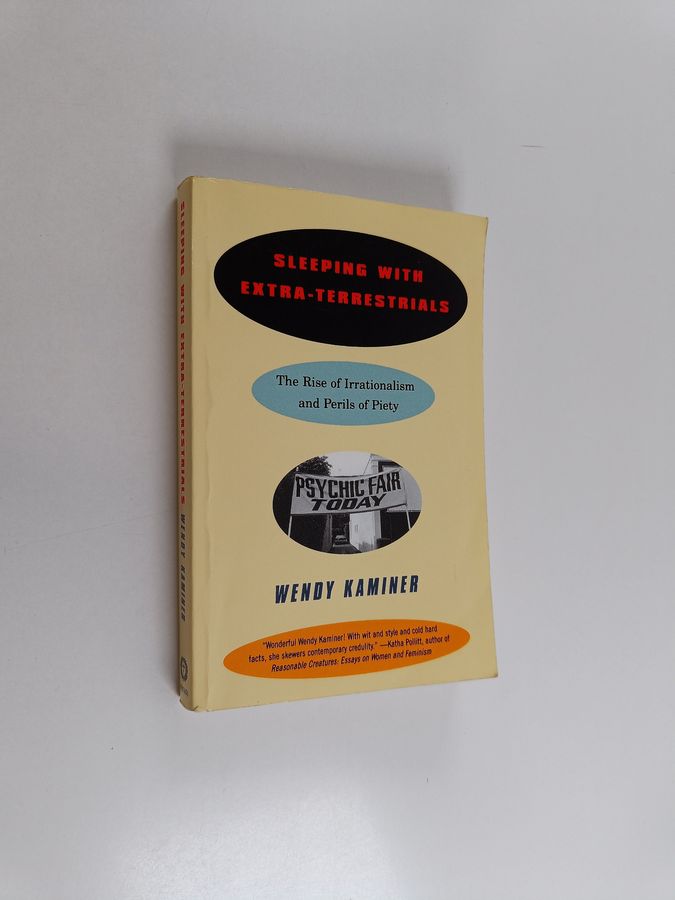 SLEEPING WITH
EXTRA-TERRESTRIALS
The Rise of Irrationalism
and Perils of Piety
PSYCHIC FAIR
TODAY
WENDY KAMINER
"Wonderful Wendy Kaminer! With wit and style and cold hard
facts, she skewers contemporary credulity." —Katha Pollitt, author of
Reasonable Creatures: Essays on Women and Feminism
SLEEPING WITH EXTRA-TERRESTRIALS WENDY KAMINER